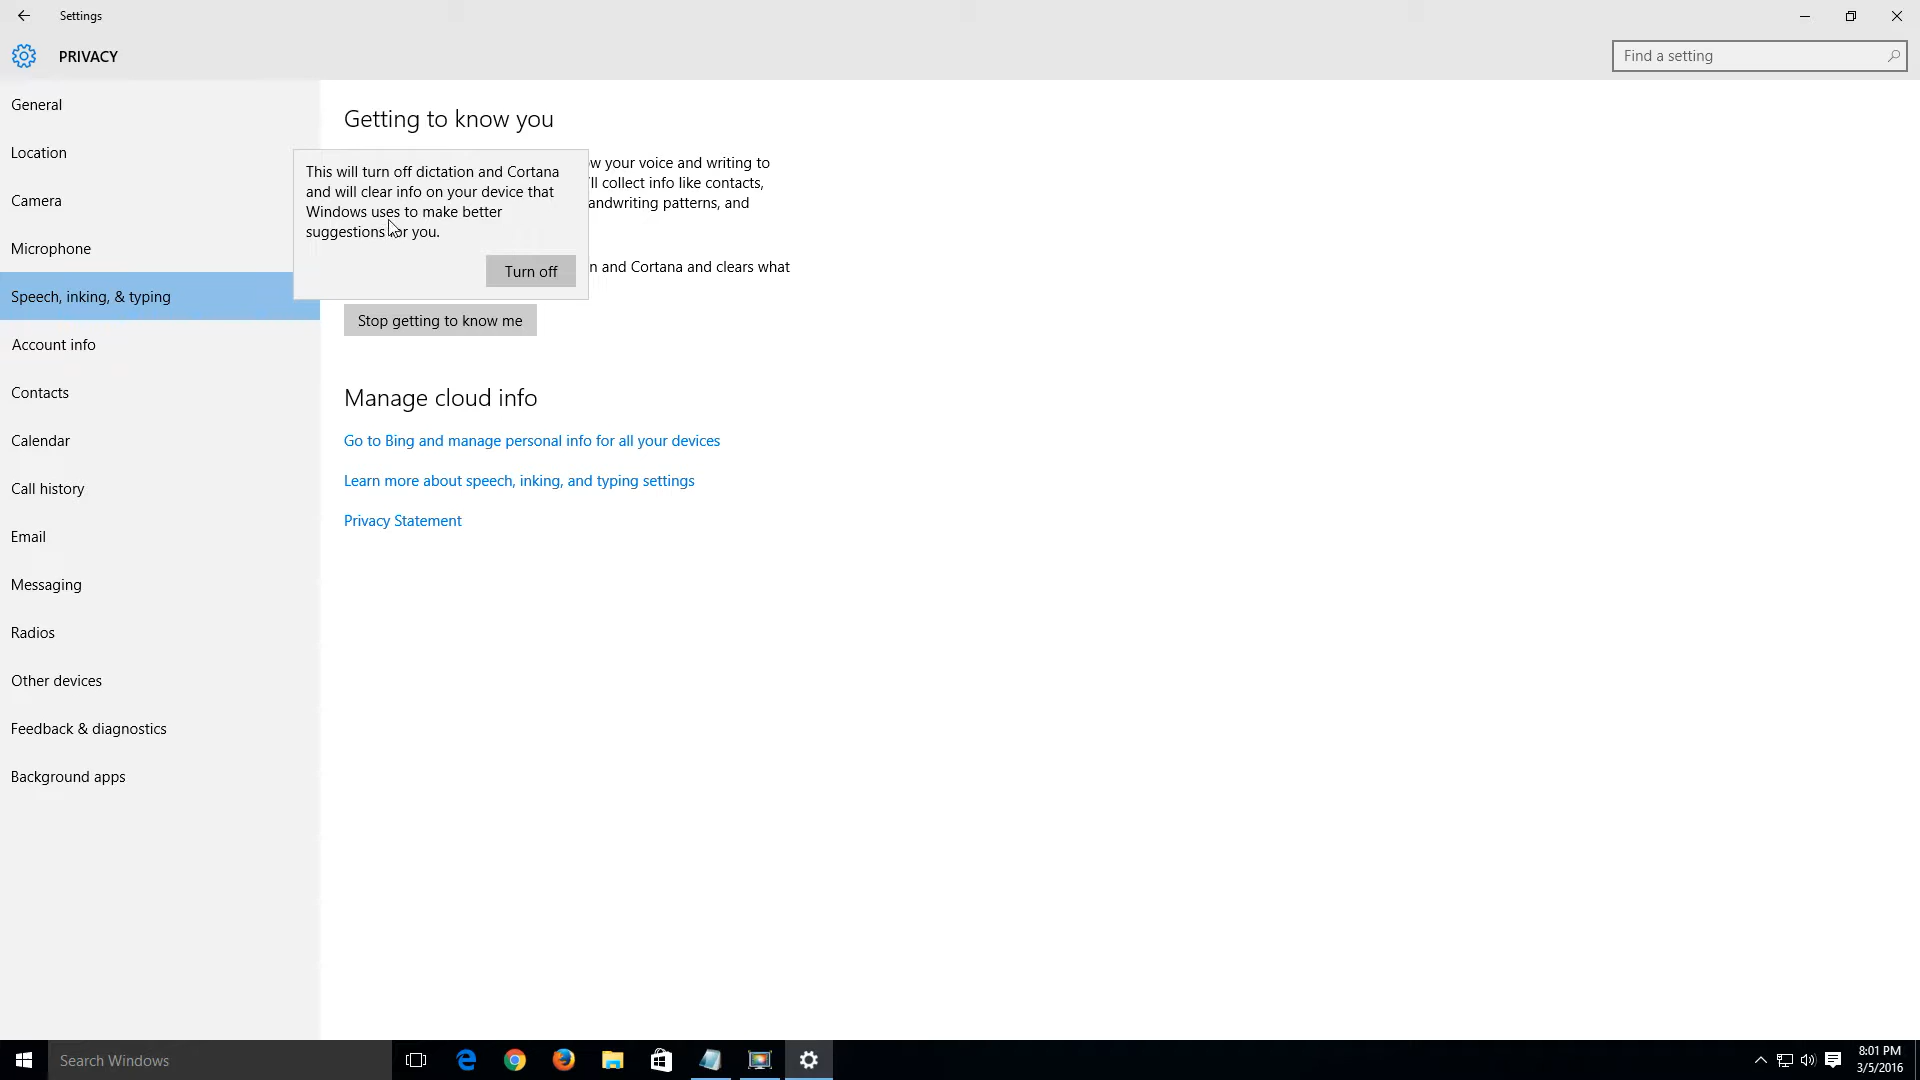 Settings
PRIVACY
Find a setting
General
Location
Camera
Microphone
Speech, inking, & typing
Account info
Contacts
Calendar
Call history
Email
Messaging
Radios
Other devices
Feedback & diagnostics
Background apps
Getting to know you
your voice and writing to
'll collect info like contacts,
andwriting patterns, and
This will turn off dictation and Cortana
and will clear info on your device that
Windows uses to make better
suggestions for you.
Turn off
and Cortana and clears what
Stop getting to know me
Manage cloud info
Go to Bing and manage personal info for all your devices
Learn more about speech, inking, and typing settings
Privacy Statement
Search Windows
8:01 PM
3/5/2016